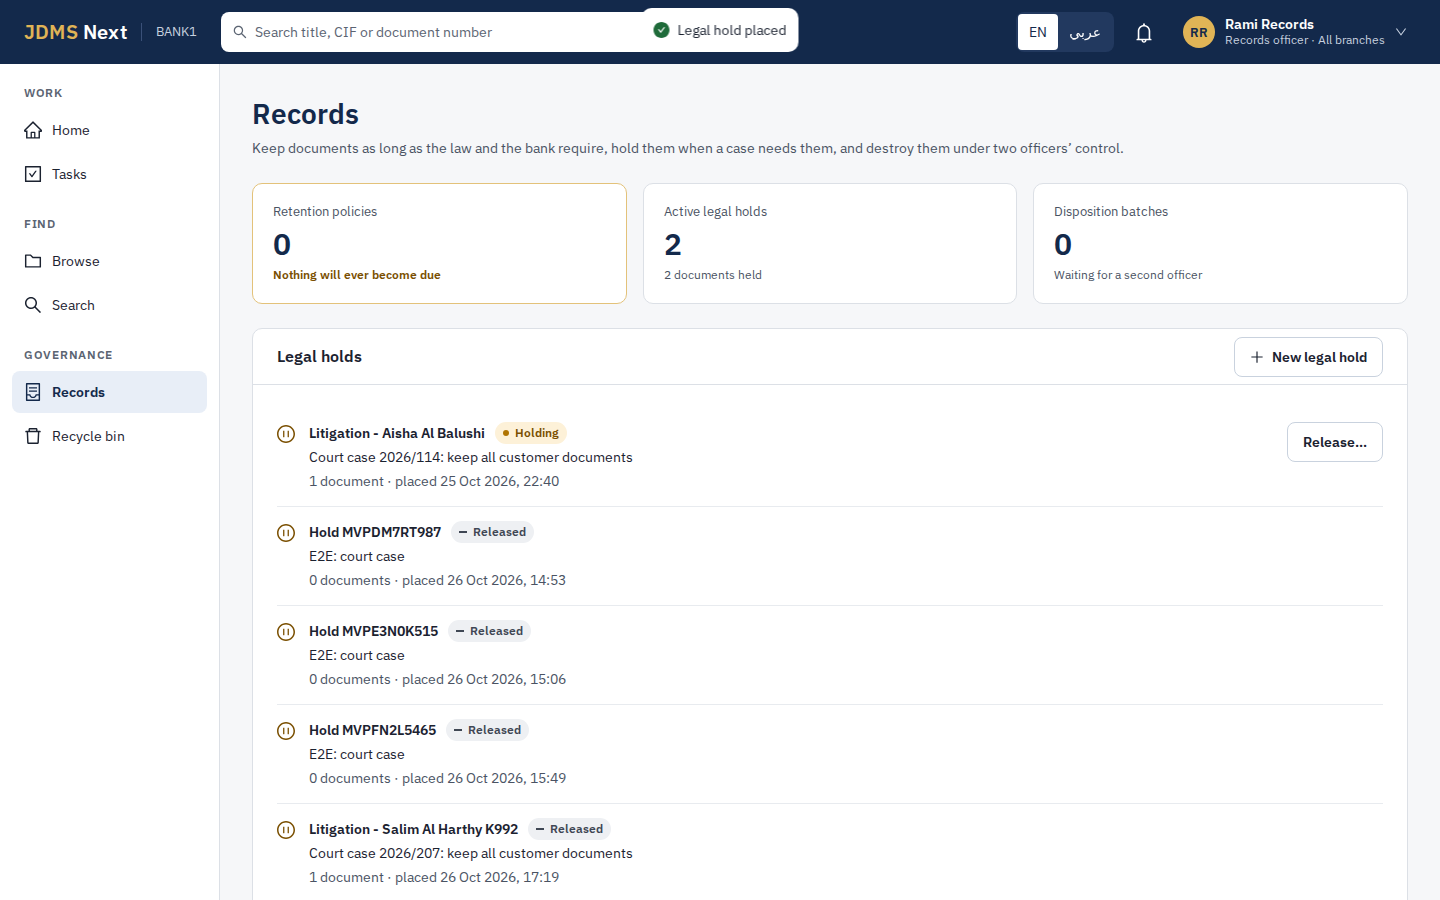 JDMS Next
BANK1
Search title, CIF or document number
Legal hold placed
EN
عربي
RR
Rami Records
Records officer · All branches
WORK
Home
Tasks
FIND
Browse
Search
GOVERNANCE
Records
Recycle bin
Records
Keep documents as long as the law and the bank require, hold them when a case needs them, and destroy them under two officers’ control.
Retention policies
0
Nothing will ever become due
Active legal holds
2
2 documents held
Disposition batches
0
Waiting for a second officer
Legal holds
New legal hold
Litigation - Aisha Al Balushi
Holding
Court case 2026/114: keep all customer documents
1 document · placed 25 Oct 2026, 22:40
Release...
Hold MVPDM7RT987
Released
E2E: court case
0 documents · placed 26 Oct 2026, 14:53
Hold MVPE3N0K515
Released
E2E: court case
0 documents · placed 26 Oct 2026, 15:06
Hold MVPFN2L5465
Released
E2E: court case
0 documents · placed 26 Oct 2026, 15:49
Litigation - Salim Al Harthy K992
Released
Court case 2026/207: keep all customer documents
1 document · placed 26 Oct 2026, 17:19